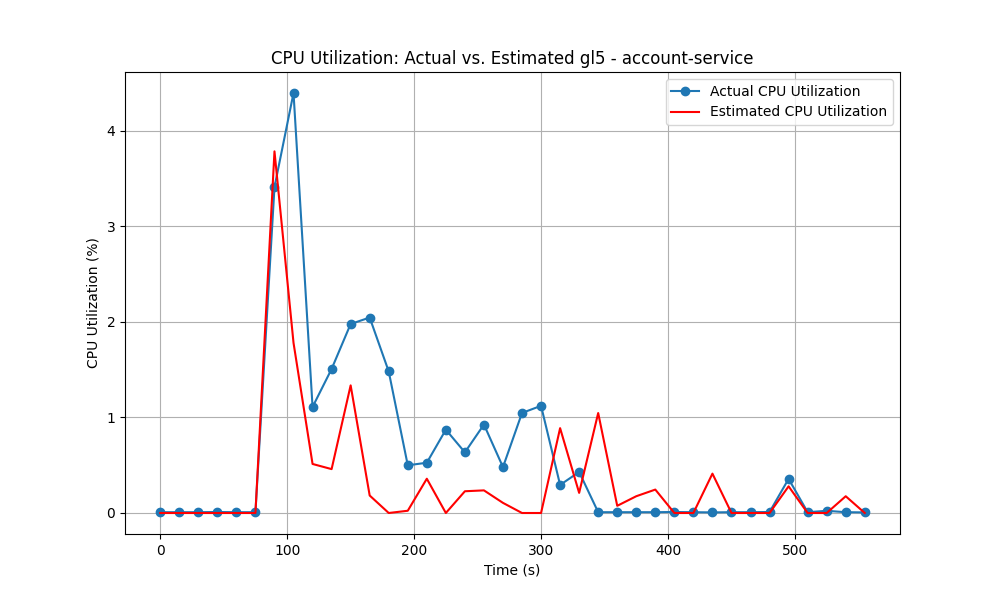 CPU Utilization: Actual vs. Estimated gl5 - account-service
Actual CPU Utilization
Estimated CPU Utilization
CPU Utilization (%)
4
3
2
1
0
0 100 200 300 400 500
Time (s)